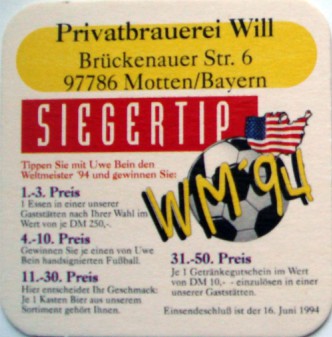 Privatbrauerei Will
Brückenauer Str. 6
97786 Motten/Bayern
SIEGERTIP
WM'94
Tippen Sie mit Uwe Bein den
Weltmeister '94 und gewinnen Sie:
1.-3. Preis
1 Essen in einer unserer
Gaststätten nach Ihrer Wahl im
Wert von je DM 250,-.
4.-10. Preis
Gewinnen Sie je einen von Uwe
Bein handsignierten Fußball.
11.-30. Preis
Hier entscheidet Ihr Geschmack:
Je 1 Kasten Bier aus unserem
Sortiment gehört Ihnen.
31.-50. Preis
Je 1 Getränkegutschein im Wert
von DM 10,- - einzulösen in einer
unserer Gaststätten.
Einsendeschluß ist der 16. Juni 1994